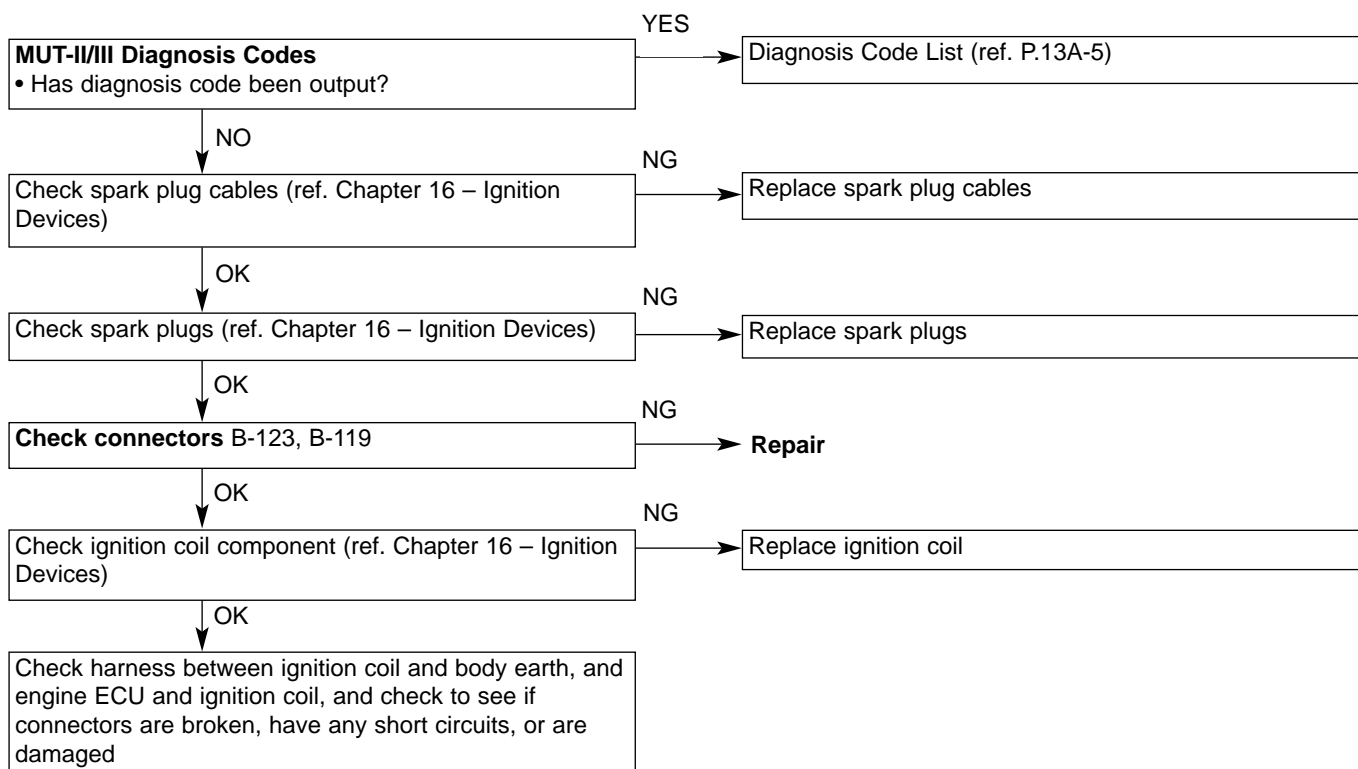 YES
MUT-II/III Diagnosis Codes
• Has diagnosis code been output?
Diagnosis Code List (ref. P.13A-5)
NO
NG
Check spark plug cables (ref. Chapter 16 – Ignition
Devices)
Replace spark plug cables
OK
NG
Check spark plugs (ref. Chapter 16 – Ignition Devices)
Replace spark plugs
OK
NG
Check connectors B-123, B-119
Repair
OK
NG
Check ignition coil component (ref. Chapter 16 – Ignition
Devices)
Replace ignition coil
OK
Check harness between ignition coil and body earth, and
engine ECU and ignition coil, and check to see if
connectors are broken, have any short circuits, or are
damaged